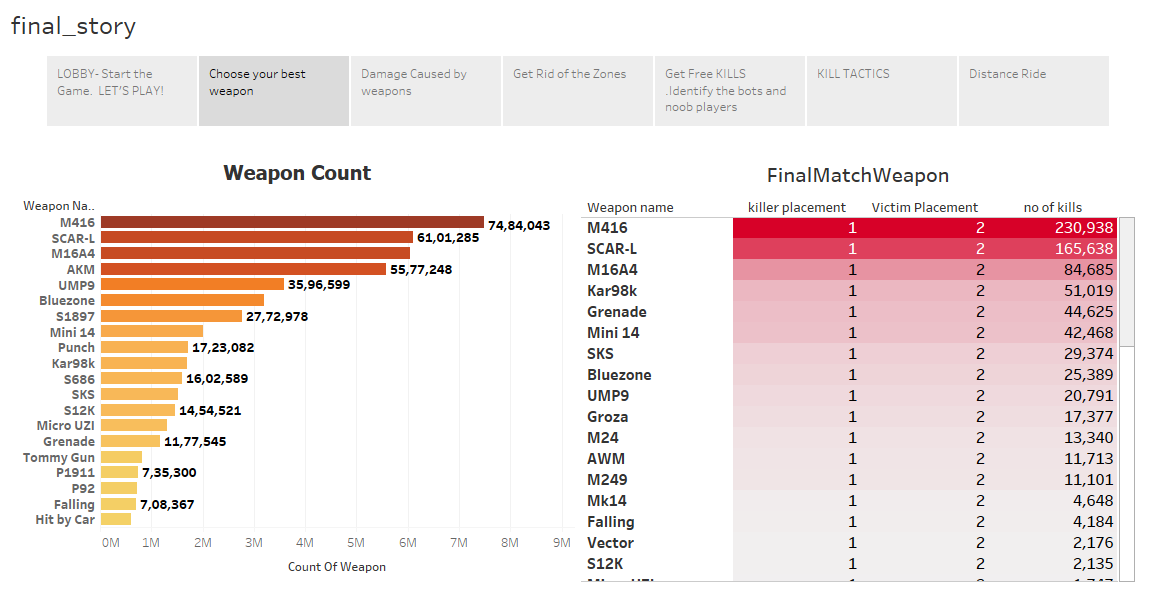 final_story
LOBBY- Start the
Game.  LET'S PLAY!
Choose your best
weapon
Damage Caused by
weapons
Get Rid of the Zones
Get Free KILLS
.Identify the bots and
noob players
KILL TACTICS
Distance Ride
Weapon Count
Weapon Na..
M416 74,84,043
SCAR-L 61,01,285
M16A4
AKM 55,77,248
UMP9 35,96,599
Bluezone
S1897 27,72,978
Mini 14
Punch 17,23,082
Kar98k
S686 16,02,589
SKS
S12K 14,54,521
Micro UZI
Grenade 11,77,545
Tommy Gun
P1911 7,35,300
P92
Falling 7,08,367
Hit by Car
0M 1M 2M 3M 4M 5M 6M 7M 8M 9M
Count Of Weapon
FinalMatchWeapon
Weapon name killer placement Victim Placement no of kills
M416 1 2 230,938
SCAR-L 1 2 165,638
M16A4 1 2 84,685
Kar98k 1 2 51,019
Grenade 1 2 44,625
Mini 14 1 2 42,468
SKS 1 2 29,374
Bluezone 1 2 25,389
UMP9 1 2 20,791
Groza 1 2 17,377
M24 1 2 13,340
AWM 1 2 11,713
M249 1 2 11,101
Mk14 1 2 4,648
Falling 1 2 4,184
Vector 1 2 2,176
S12K 1 2 2,135